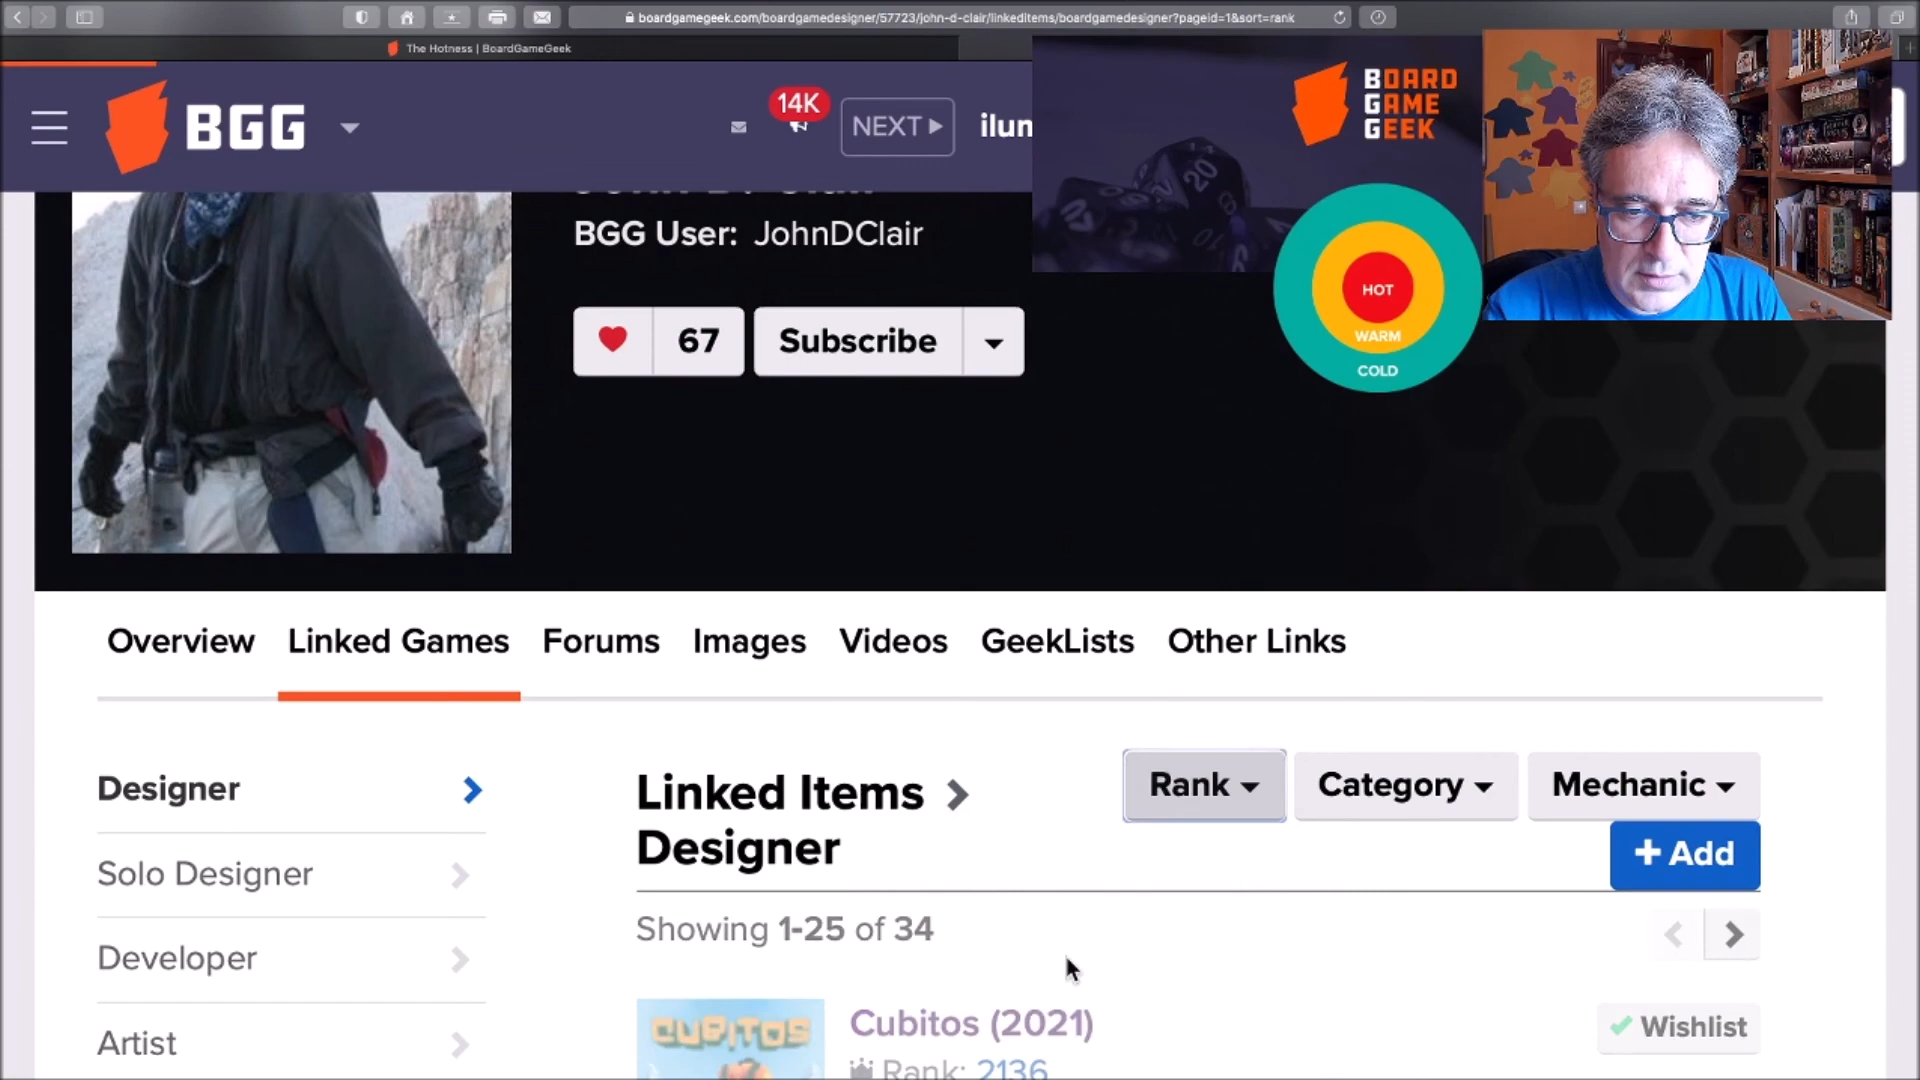 boardgamegeek.com/boardgamedesigner/57723/john-d-clair/linkeditems/boardgamedesigner?pageid=1&sort=rank
The Hotness | BoardGameGeek
BGG
14K
NEXT
BOARD
GAME
GEEK
20
BGG User: JohnDClair
67
Subscribe
HOT
WARM
COLD
Overview
Linked Games
Forums
Images
Videos
GeekLists
Other Links
Designer
Solo Designer
Developer
Artist
Linked Items
Designer
Rank
Category
Mechanic
+ Add
Showing 1-25 of 34
CUBITOS
Cubitos (2021)
Wishlist
Rank: 2136